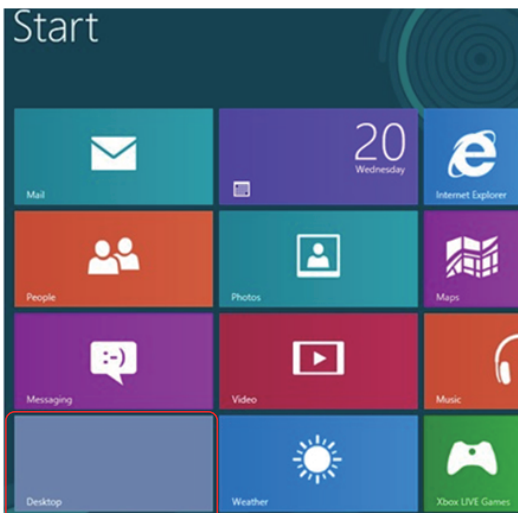 Start
Mail
20
Wednesday
Internet Explorer
People
Photos
Maps
Messaging
:-)
Video
Music
Desktop
Weather
Xbox LIVE Games